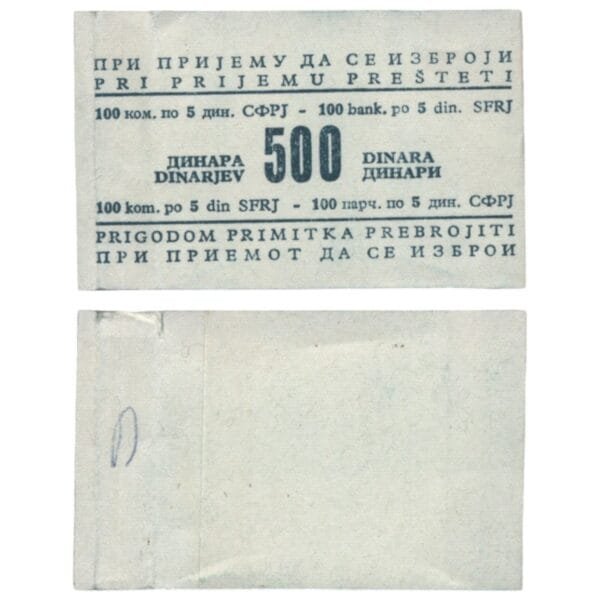 ПРИ ПРИЈЕМУ ДА СЕ ИЗБРОЈИ
PRI PRIJEMU PREŠTETI
100 ком. по 5 дин. СФРЈ - 100 bank. po 5 din. SFRJ
ДИНАРА 500 DINARA
DINARJEV ДИНАРИ
100 kom. po 5 din SFRJ - 100 парч. по 5 дин. СФРЈ
PRIGODOM PRIMITKA PREBROJITI
ПРИ ПРИЕМОТ ДА СЕ ИЗБРОИ